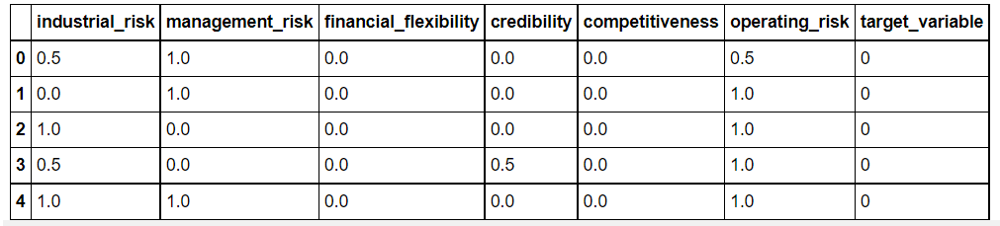 industrial_risk management_risk financial_flexibility credibility competitiveness operating_risk target_variable
0 0.5 1.0 0.0 0.0 0.0 0.5 0
1 0.0 1.0 0.0 0.0 0.0 1.0 0
2 1.0 0.0 0.0 0.0 0.0 1.0 0
3 0.5 0.0 0.0 0.5 0.0 1.0 0
4 1.0 1.0 0.0 0.0 0.0 1.0 0